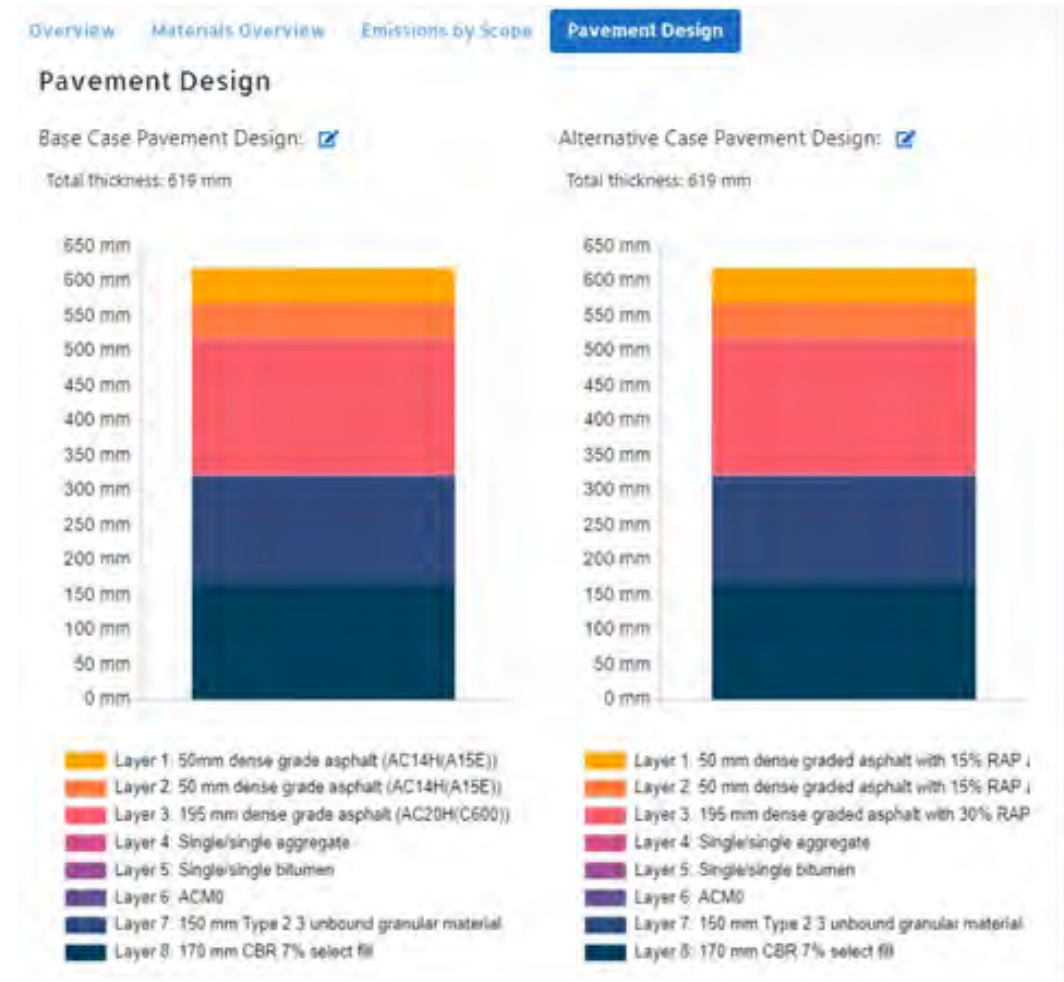 Overview Materials Overview Emissions by Scope Pavement Design
Pavement Design
Base Case Pavement Design:
Total thickness: 619 mm
650 mm
600 mm
550 mm
500 mm
450 mm
400 mm
350 mm
300 mm
250 mm
200 mm
150 mm
100 mm
50 mm
0 mm
Layer 1: 50mm dense grade asphalt (AC14H(A15E))
Layer 2: 50 mm dense grade asphalt (AC14H(A15E))
Layer 3: 195 mm dense grade asphalt (AC20H(C600))
Layer 4: Single/single aggregate
Layer 5: Single/single bitumen
Layer 6: ACM0
Layer 7: 150 mm Type 2.3 unbound granular material
Layer 8: 170 mm CBR 7% select fill
Alternative Case Pavement Design:
Total thickness: 619 mm
650 mm
600 mm
550 mm
500 mm
450 mm
400 mm
350 mm
300 mm
250 mm
200 mm
150 mm
100 mm
50 mm
0 mm
Layer 1: 50 mm dense graded asphalt with 15% RAP
Layer 2: 50 mm dense graded asphalt with 15% RAP
Layer 3: 195 mm dense graded asphalt with 30% RAP
Layer 4: Single/single aggregate
Layer 5: Single/single bitumen
Layer 6: ACM0
Layer 7: 150 mm Type 2.3 unbound granular material
Layer 8: 170 mm CBR 7% select fill